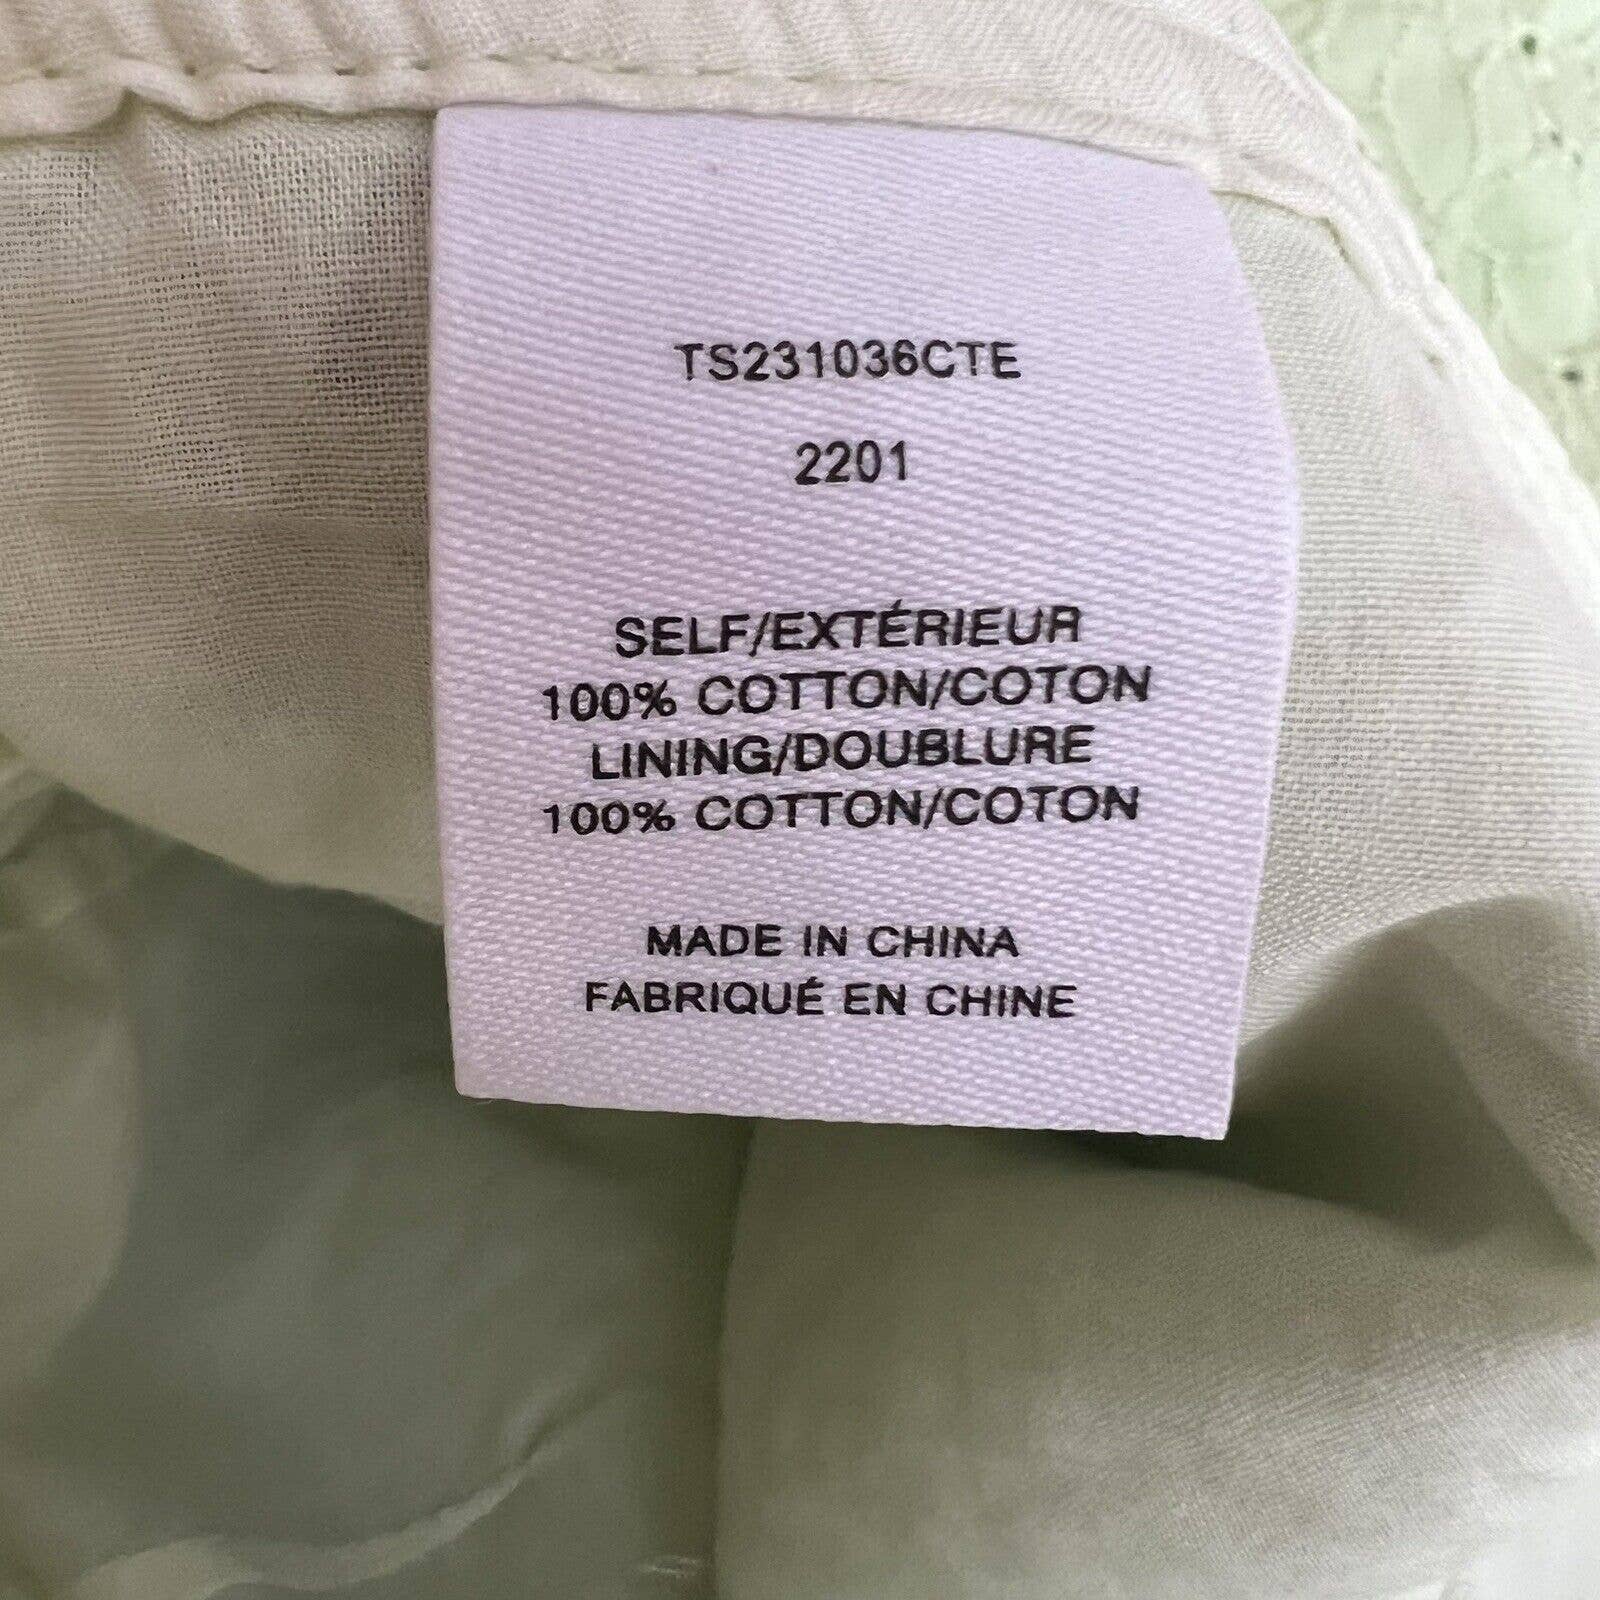 TS231036CTE
2201
SELF/EXTÉRIEUR
100% COTTON/COTON
LINING/DOUBLURE
100% COTTON/COTON
MADE IN CHINA
FABRIQUÉ EN CHINE